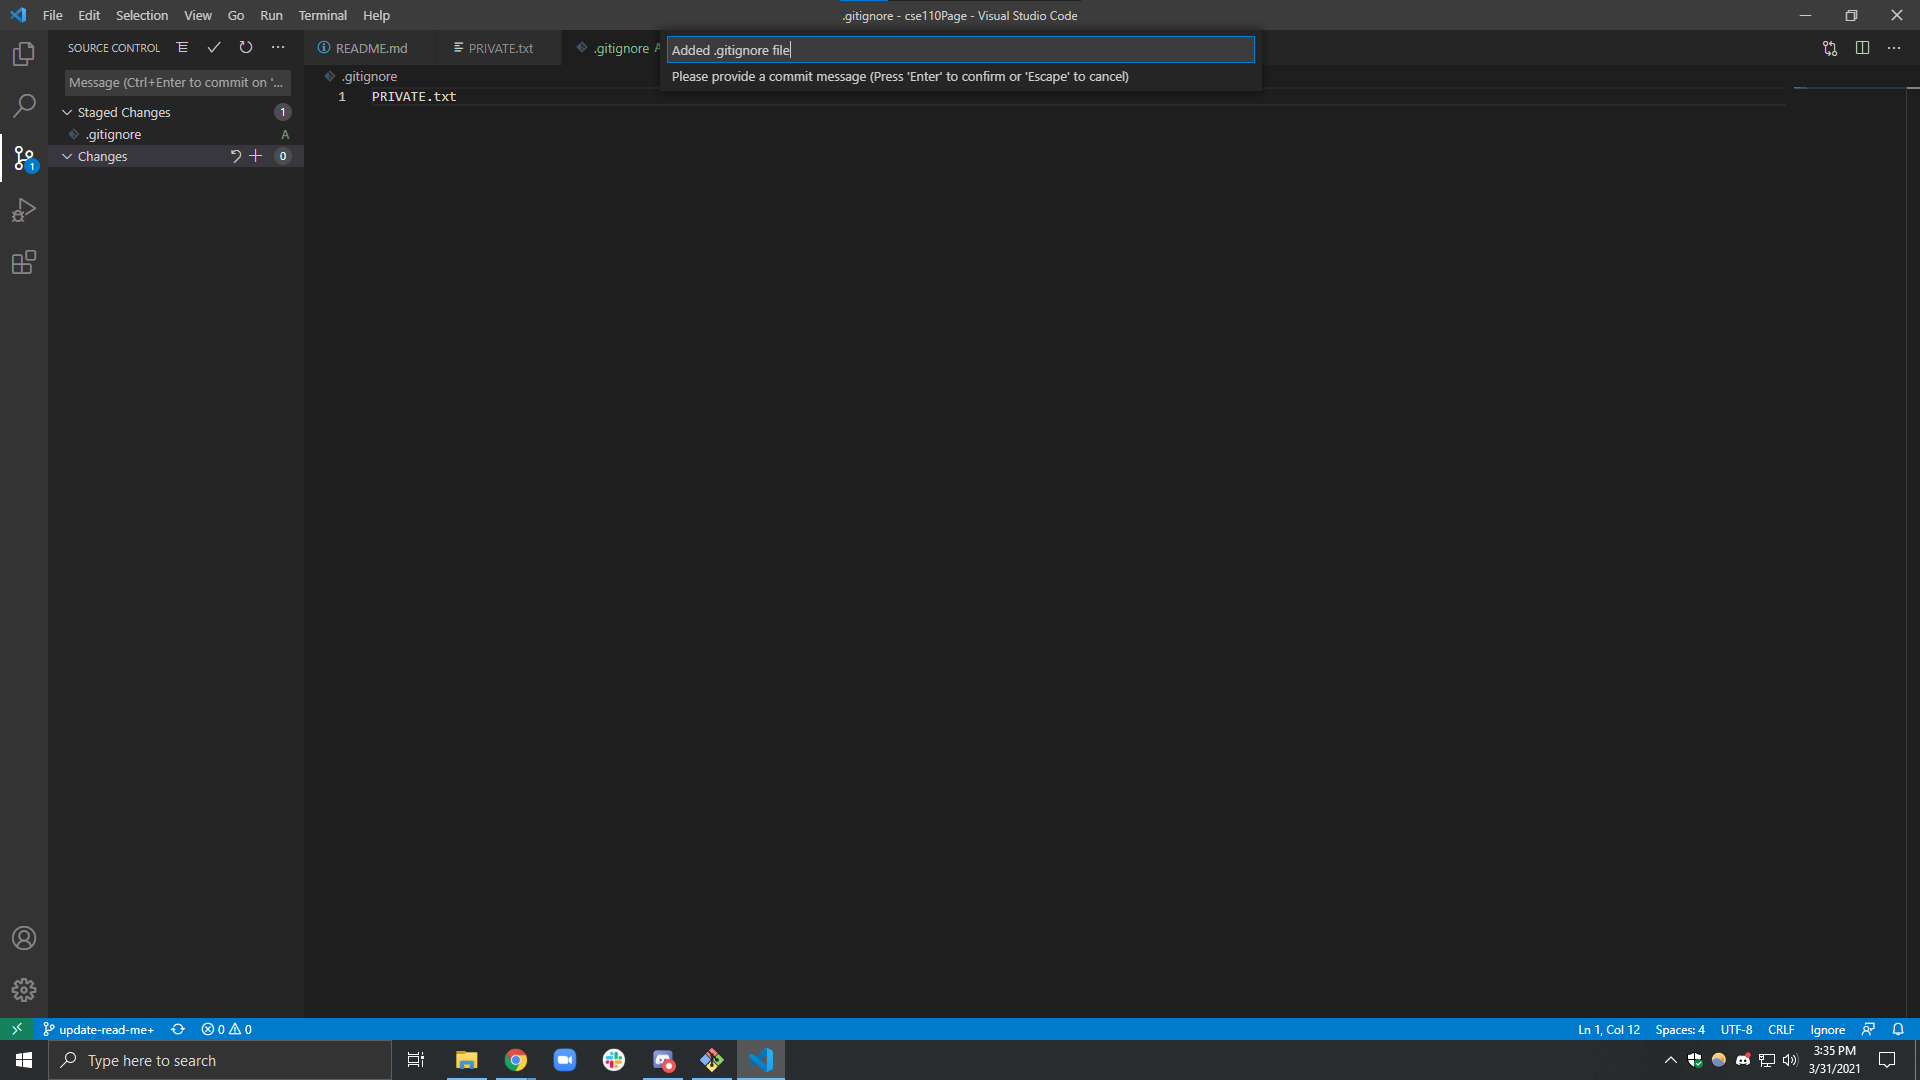 File Edit Selection View Go Run Terminal Help
.gitignore - cse110Page - Visual Studio Code
SOURCE CONTROL
README.md
PRIVATE.txt
.gitignore A
Added .gitignore file
Please provide a commit message (Press 'Enter' to confirm or 'Escape' to cancel)
Message (Ctrl+Enter to commit on '...
.gitignore
1 PRIVATE.txt
Staged Changes 1
.gitignore A
Changes 0
1
update-read-me+ 0 0
Ln 1, Col 12 Spaces: 4 UTF-8 CRLF Ignore
Type here to search
3:35 PM
3/31/2021